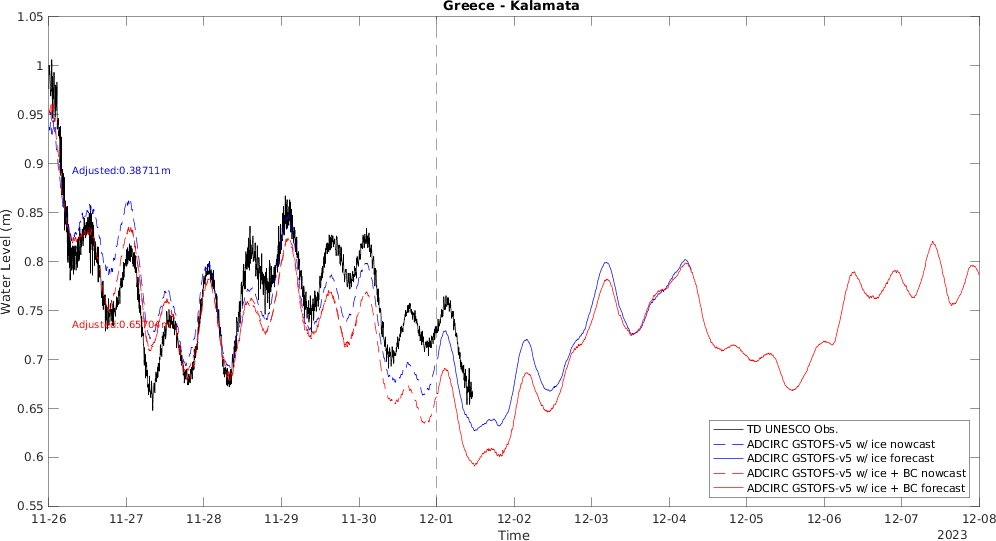 Greece - Kalamata
1.05
1
0.95
0.9
0.85
0.8
0.75
0.7
0.65
0.6
0.55
Water Level (m)
Adjusted:0.38711m
Adjusted:0.65704m
TD UNESCO Obs.
ADCIRC GSTOFS-v5 w/ ice nowcast
ADCIRC GSTOFS-v5 w/ ice forecast
ADCIRC GSTOFS-v5 w/ ice + BC nowcast
ADCIRC GSTOFS-v5 w/ ice + BC forecast
11-26 11-27 11-28 11-29 11-30 12-01 12-02 12-03 12-04 12-05 12-06 12-07 12-08
Time
2023